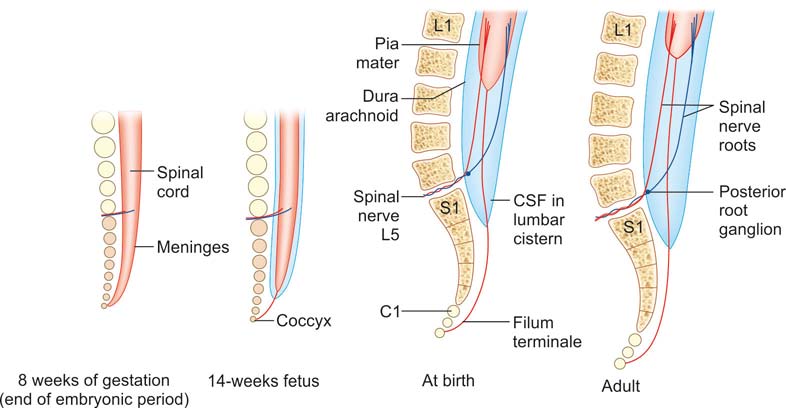 L1
Pia
mater
Dura
arachnoid
Spinal
nerve
L5
S1
CSF in
lumbar
cistern
C1
Filum
terminale
Spinal
cord
Meninges
Coccyx
L1
Spinal
nerve
roots
Posterior
root
ganglion
S1
8 weeks of gestation
(end of embryonic period)
14-weeks fetus
At birth
Adult